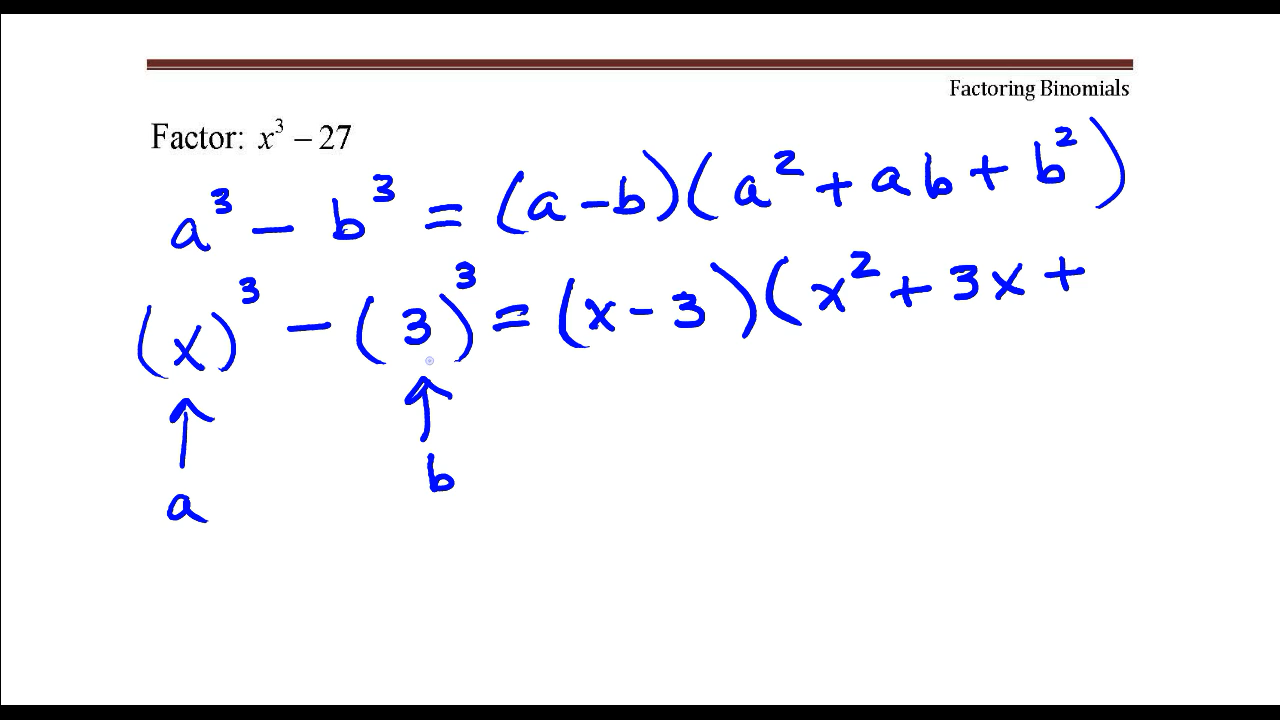 Factoring Binomials
Factor: x³ − 27
a³ − b³ = (a−b)(a² + ab + b²)
(x)³ − (3)³ = (x − 3)(x² + 3x +
a b